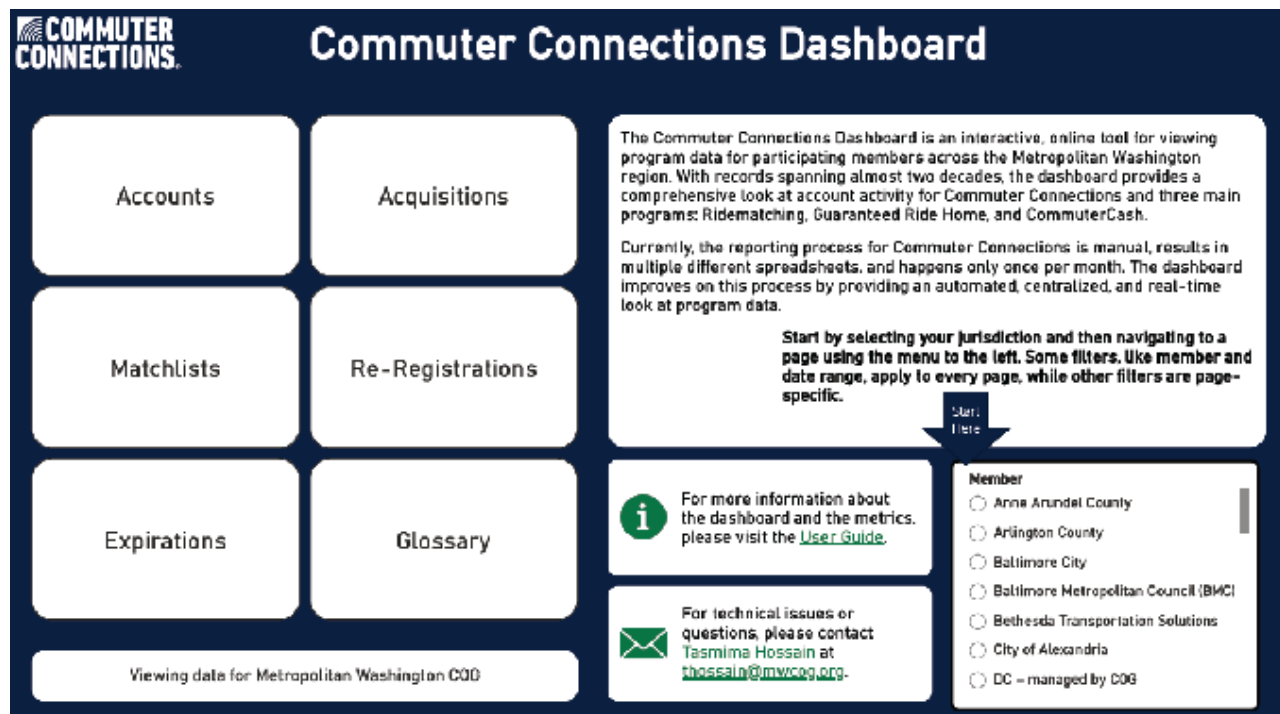 COMMUTER
CONNECTIONS.
Commuter Connections Dashboard
Accounts
Acquisitions
Matchlists
Re-Registrations
Expirations
Glossary
Viewing data for Metropolitan Washington COG
The Commuter Connections Dashboard is an interactive, online tool for viewing
program data for participating members across the Metropolitan Washington
region. With records spanning almost two decades, the dashboard provides a
comprehensive look at account activity for Commuter Connections and three main
programs: Ridematching, Guaranteed Ride Home, and CommuterCash.
Currently, the reporting process for Commuter Connections is manual, results in
multiple different spreadsheets, and happens only once per month. The dashboard
improves on this process by providing an automated, centralized, and real-time
look at program data.
Start by selecting your jurisdiction and then navigating to a
page using the menu to the left. Some filters, like member and
date range, apply to every page, while other filters are page-
specific.
Start
Here
For more information about
the dashboard and the metrics,
please visit the User Guide.
For technical issues or
questions, please contact
Tasmima Hossain at
thossain@mwcog.org.
Member
Anne Arundel County
Arlington County
Baltimore City
Baltimore Metropolitan Council (BMC)
Bethesda Transportation Solutions
City of Alexandria
DC – managed by COG